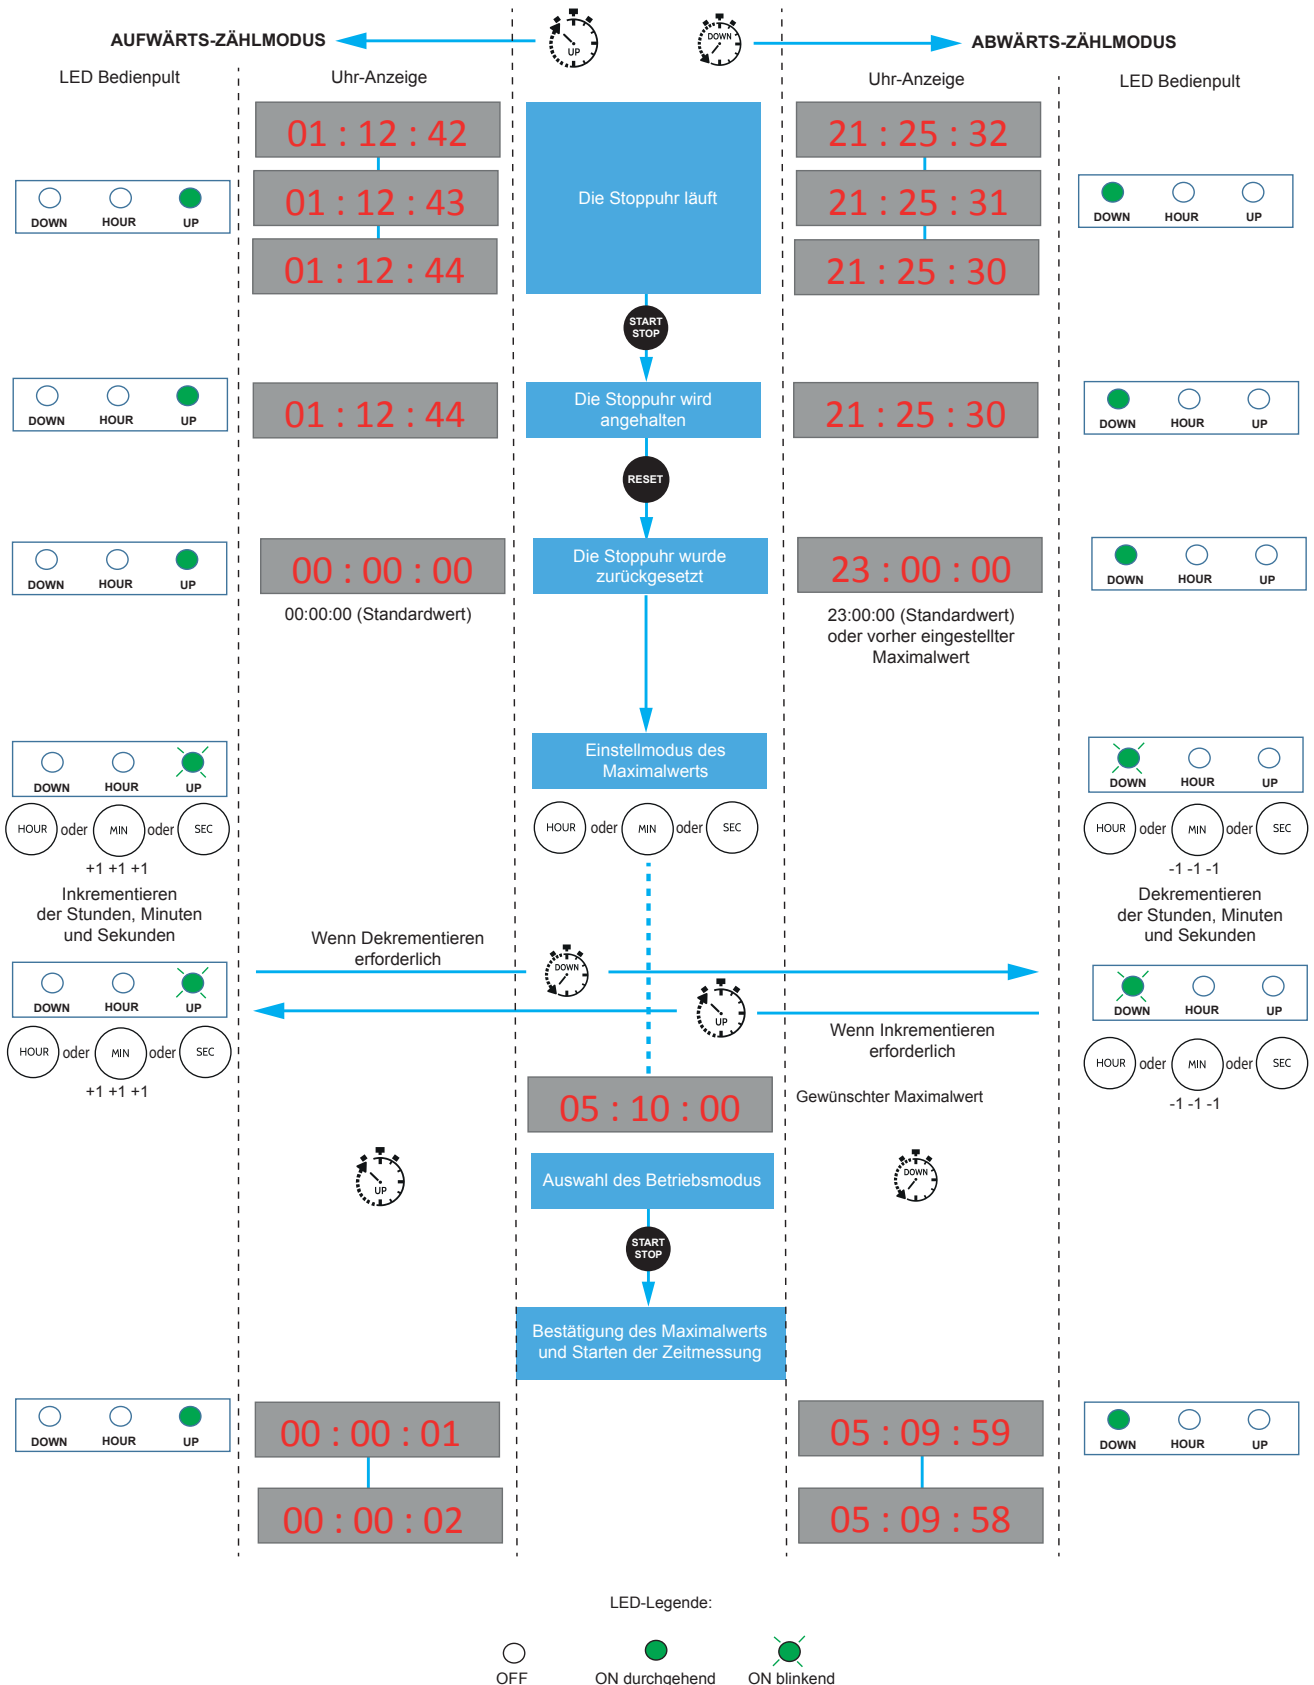 UP
DOWN
AUFWÄRTS-ZÄHLMODUS
ABWÄRTS-ZÄHLMODUS
LED Bedienpult
Uhr-Anzeige
Uhr-Anzeige
LED Bedienpult
01 : 12 : 42
21 : 25 : 32
DOWN HOUR UP
01 : 12 : 43
Die Stoppuhr läuft
21 : 25 : 31
DOWN HOUR UP
01 : 12 : 44
21 : 25 : 30
START
STOP
DOWN HOUR UP
01 : 12 : 44
Die Stoppuhr wird
angehalten
21 : 25 : 30
DOWN HOUR UP
RESET
DOWN HOUR UP
00 : 00 : 00
Die Stoppuhr wurde
zurückgesetzt
23 : 00 : 00
DOWN HOUR UP
00:00:00 (Standardwert)
23:00:00 (Standardwert)
oder vorher eingestellter
Maximalwert
DOWN HOUR UP
Einstellmodus des
Maximalwerts
DOWN HOUR UP
HOUR oder MIN oder SEC
HOUR oder MIN oder SEC
HOUR oder MIN oder SEC
+1 +1 +1
-1 -1 -1
Inkrementieren
der Stunden, Minuten
und Sekunden
Dekrementieren
der Stunden, Minuten
und Sekunden
Wenn Dekrementieren
erforderlich
DOWN
DOWN HOUR UP
UP
DOWN HOUR UP
Wenn Inkrementieren
erforderlich
HOUR oder MIN oder SEC
HOUR oder MIN oder SEC
+1 +1 +1
-1 -1 -1
05 : 10 : 00
Gewünschter Maximalwert
UP
Auswahl des Betriebsmodus
DOWN
START
STOP
Bestätigung des Maximalwerts
und Starten der Zeitmessung
DOWN HOUR UP
00 : 00 : 01
05 : 09 : 59
DOWN HOUR UP
00 : 00 : 02
05 : 09 : 58
LED-Legende:
OFF
ON durchgehend
ON blinkend